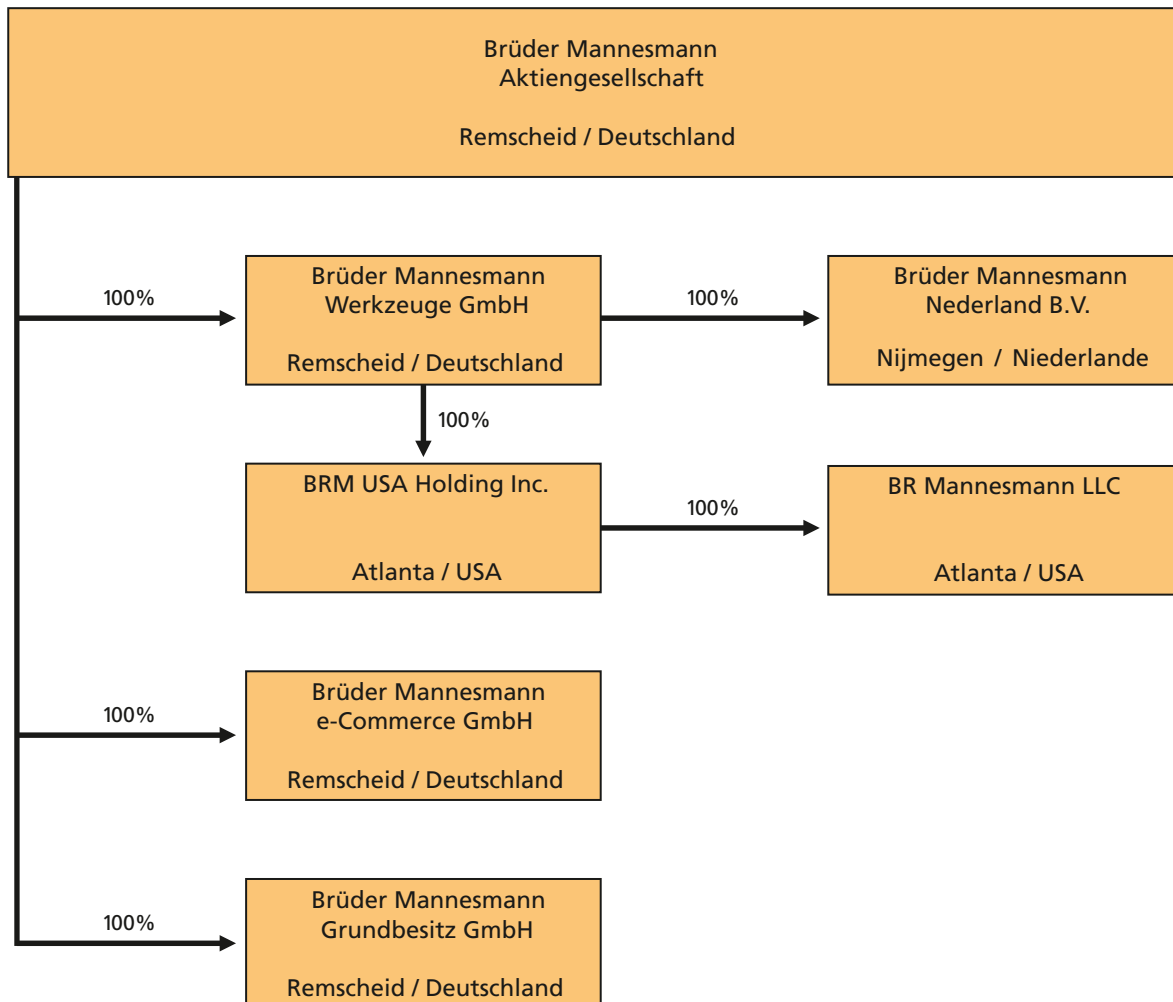 Brüder Mannesmann
Aktiengesellschaft
Remscheid / Deutschland
100%
Brüder Mannesmann
Werkzeuge GmbH
Remscheid / Deutschland
100%
Brüder Mannesmann
Nederland B.V.
Nijmegen / Niederlande
100%
BRM USA Holding Inc.
Atlanta / USA
100%
BR Mannesmann LLC
Atlanta / USA
100%
Brüder Mannesmann
e-Commerce GmbH
Remscheid / Deutschland
100%
Brüder Mannesmann
Grundbesitz GmbH
Remscheid / Deutschland